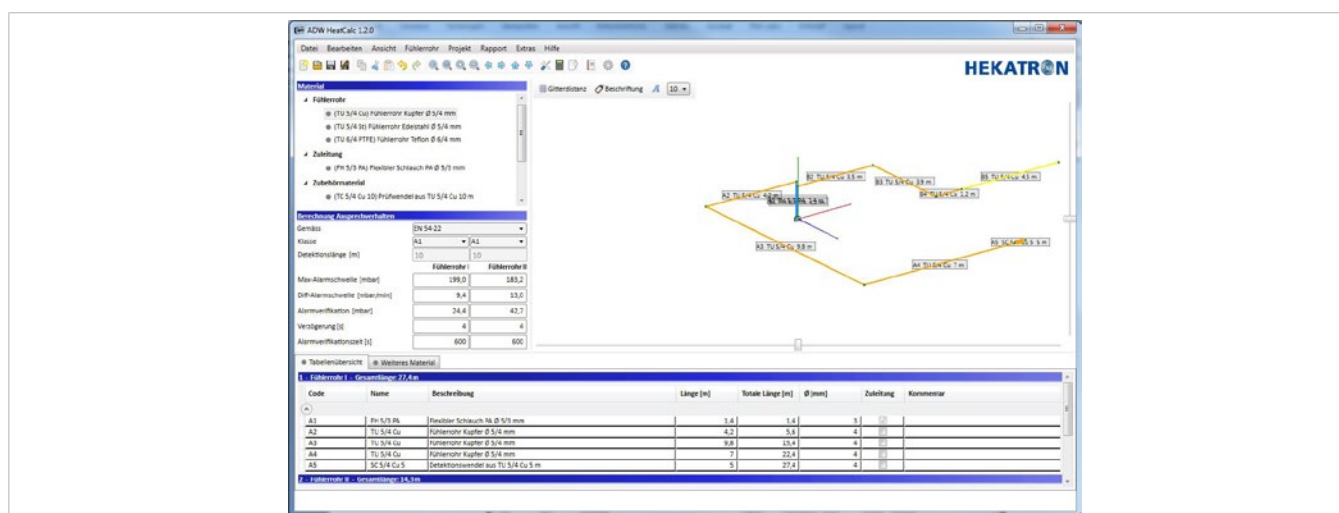 ADW HeatCalc 1.2.0
Datei Bearbeiten Ansicht Fühlerrohr Projekt Rapport Extras Hilfe
HEKATRON
Material
Gitterdistanz Beschriftung A 10
Fühlerrohr
(TU 5/4 Cu) Fühlerrohr Kupfer Ø 5/4 mm
(TU 5/4 St) Fühlerrohr Edelstahl Ø 5/4 mm
(TU 6/4 PTFE) Fühlerrohr Teflon Ø 6/4 mm
Zuleitung
(FH 5/3 PA) Flexibler Schlauch PA Ø 5/3 mm
Zubehörmaterial
(TC 5/4 Cu 10) Prüfwendel aus TU 5/4 Cu 10 m
B2 TU 5/4 Cu 3.5 m
B3 TU 5/4 Cu 3.9 m
B5 TU 5/4 Cu 4.3 m
B4 TU 5/4 Cu 1.2 m
A2 TU 5/4 Cu 4.2 m
A3 TU 5/4 Cu 9.8 m
A4 TU 5/4 Cu 7 m
Berechnung Ansprechverhalten
Gemäss EN 54-22
Klasse A1 A1
Detektionslänge [m] 10 10
Fühlerrohr I Fühlerrohr II
Max-Alarmschwelle [mbar] 199,0 183,2
Diff-Alarmschwelle [mbar/min] 9,4 13,0
Alarmverifikation [mbar] 24,4 42,7
Verzögerung [s] 4 4
Alarmverifikationszeit [s] 600 600
Tabellenübersicht Weiteres Material
1 - Fühlerrohr I - Gesamtlänge: 27,4m
Code Name Beschreibung Länge [m] Totale Länge [m] Ø [mm] Zuleitung Kommentar
A1 FH 5/3 PA Flexibler Schlauch PA Ø 5/3 mm 1,4 1,4 3
A2 TU 5/4 Cu Fühlerrohr Kupfer Ø 5/4 mm 4,2 5,6 4
A3 TU 5/4 Cu Fühlerrohr Kupfer Ø 5/4 mm 9,8 15,4 4
A4 TU 5/4 Cu Fühlerrohr Kupfer Ø 5/4 mm 7 22,4 4
A5 SC 5/4 Cu 5 Detektionswendel aus TU 5/4 Cu 5 m 5 27,4 4
2 - Fühlerrohr II - Gesamtlänge: 14,3m